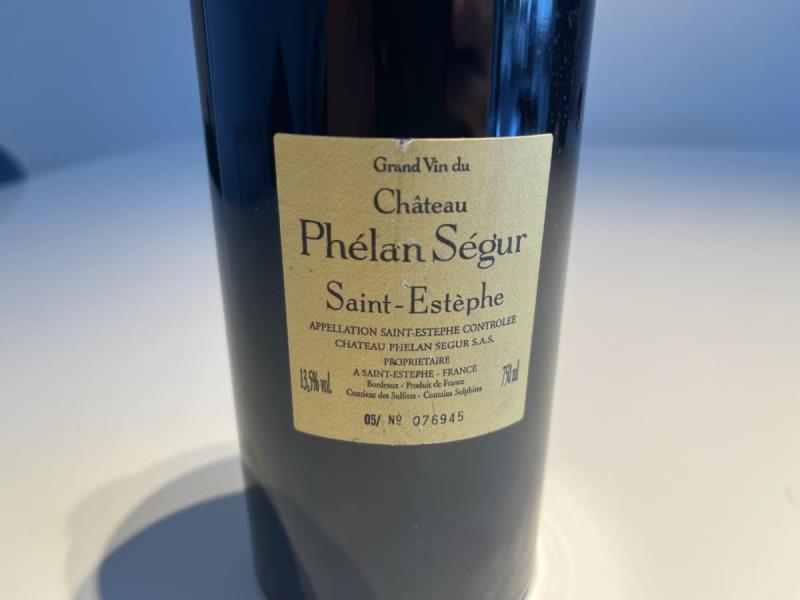 Grand Vin du
Château
Phélan Ségur
Saint-Estèphe
APPELLATION SAINT-ESTEPHE CONTROLEE
CHATEAU PHELAN SEGUR S.A.S.
PROPRIETAIRE
A SAINT-ESTEPHE - FRANCE
13,5% vol.
Bordeaux - Produit de France
750 ml
Contient des Sulfites - Contains Sulphites
05/ Nº 076945